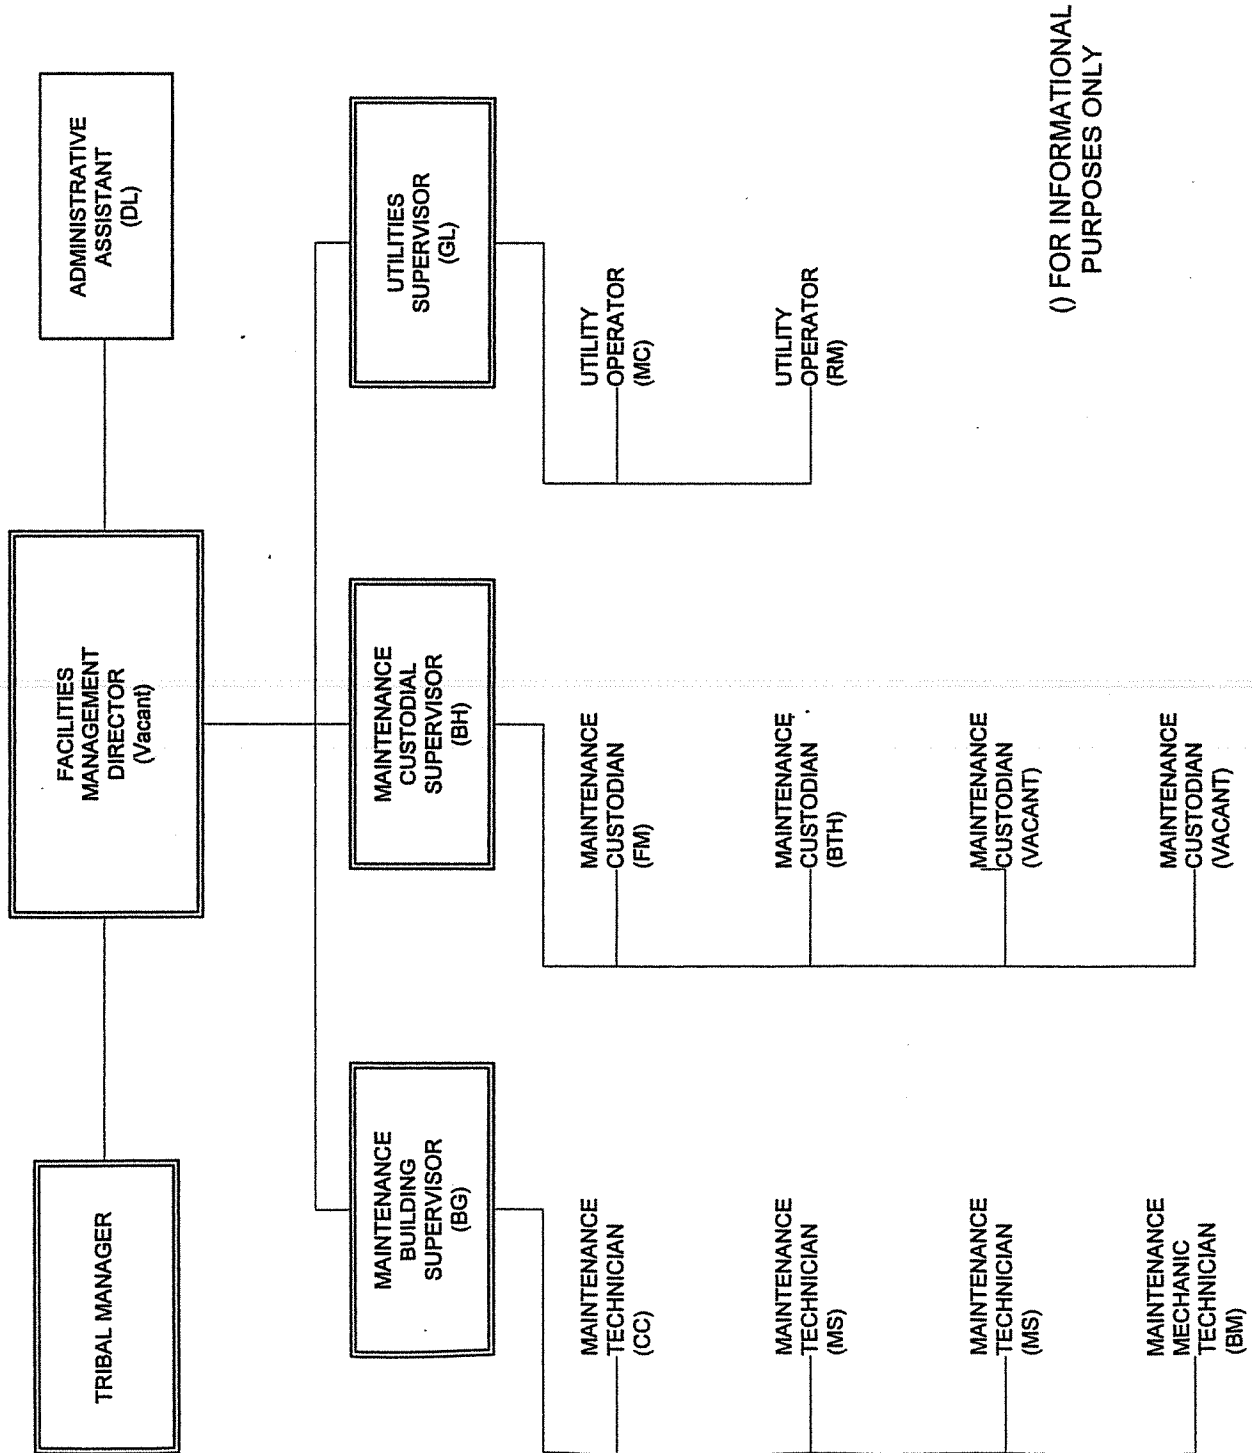 TRIBAL MANAGER
FACILITIES
MANAGEMENT
DIRECTOR
(Vacant)
ADMINISTRATIVE
ASSISTANT
(DL)
MAINTENANCE
BUILDING
SUPERVISOR
(BG)
MAINTENANCE
CUSTODIAL
SUPERVISOR
(BH)
UTILITIES
SUPERVISOR
(GL)
MAINTENANCE
TECHNICIAN
(CC)
MAINTENANCE
TECHNICIAN
(MS)
MAINTENANCE
TECHNICIAN
(MS)
MAINTENANCE
MECHANIC
TECHNICIAN
(BM)
MAINTENANCE
CUSTODIAN
(FM)
MAINTENANCE
CUSTODIAN
(BTH)
MAINTENANCE
CUSTODIAN
(VACANT)
MAINTENANCE
CUSTODIAN
(VACANT)
UTILITY
OPERATOR
(MC)
UTILITY
OPERATOR
(RM)
() FOR INFORMATIONAL
PURPOSES ONLY